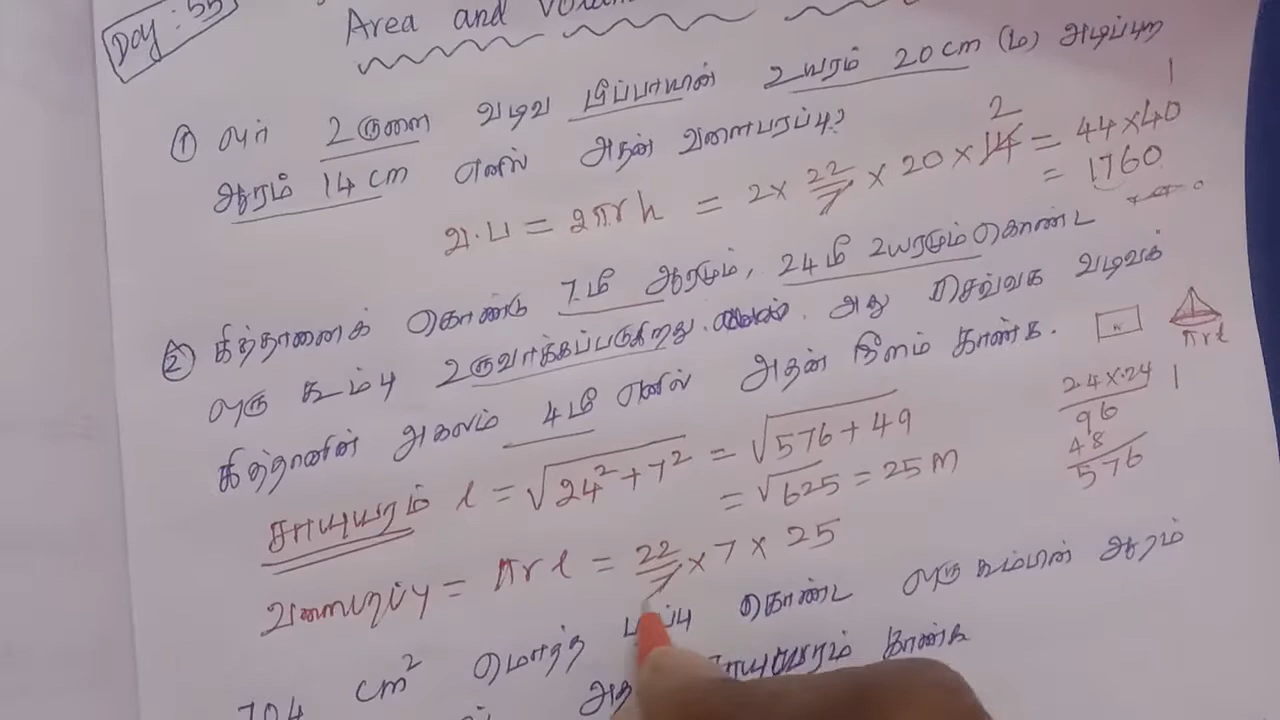 Day : 55
Area and Volum
① ஒரு உருளை வடிவ பீப்பாயின் உயரம் 20 cm (ம) அடிப்புற
ஆரம் 14 cm எனில் அதன் வளைபரப்பு?
வ.ப = 2πrh = 2 × 22/7 × 20 × 14 2 = 44 × 40
= 1760
② கித்தானைக் கொண்டு 7 மீ ஆரமும், 24 மீ உயரமும் கொண்ட
ஒரு கூம்பு உருவாக்கப்படுகிறது. அது செவ்வக வடிவக்
கித்தானின் அகலம் 4 மீ எனில் அதன் நீளம் காண்க.
πrl
சாயுயரம் l = √24² + 7² = √576 + 49
= √625 = 25 m
24 × 24
96
48
576
வளைபரப்பு = πrl = 22/7 × 7 × 25
704 cm² மொத்த கொண்ட ஒரு கூம்பின் ஆரம்
காண்க